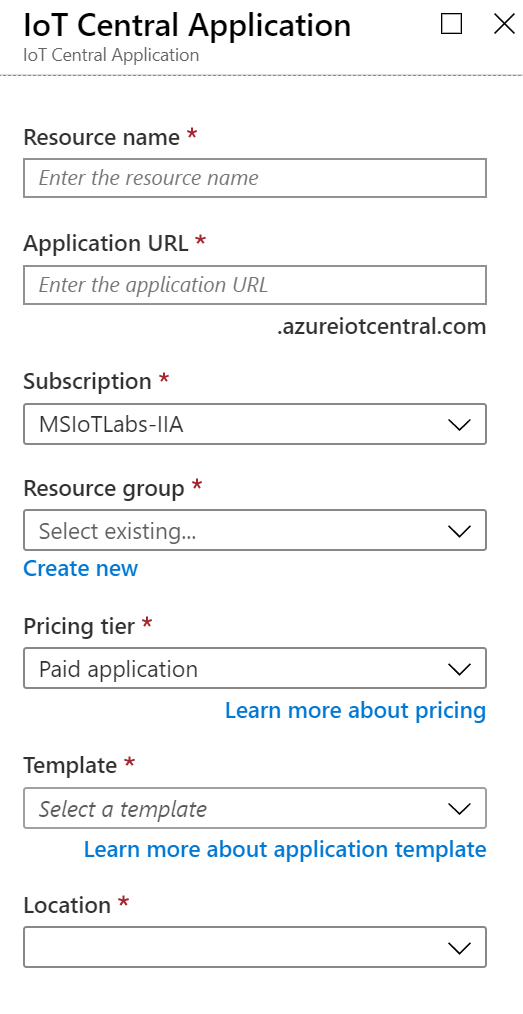 IoT Central Application
IoT Central Application
Resource name *
Enter the resource name
Application URL *
Enter the application URL
.azureiotcentral.com
Subscription *
MSIoTLabs-IIA
Resource group *
Select existing...
Create new
Pricing tier *
Paid application
Learn more about pricing
Template *
Select a template
Learn more about application template
Location *